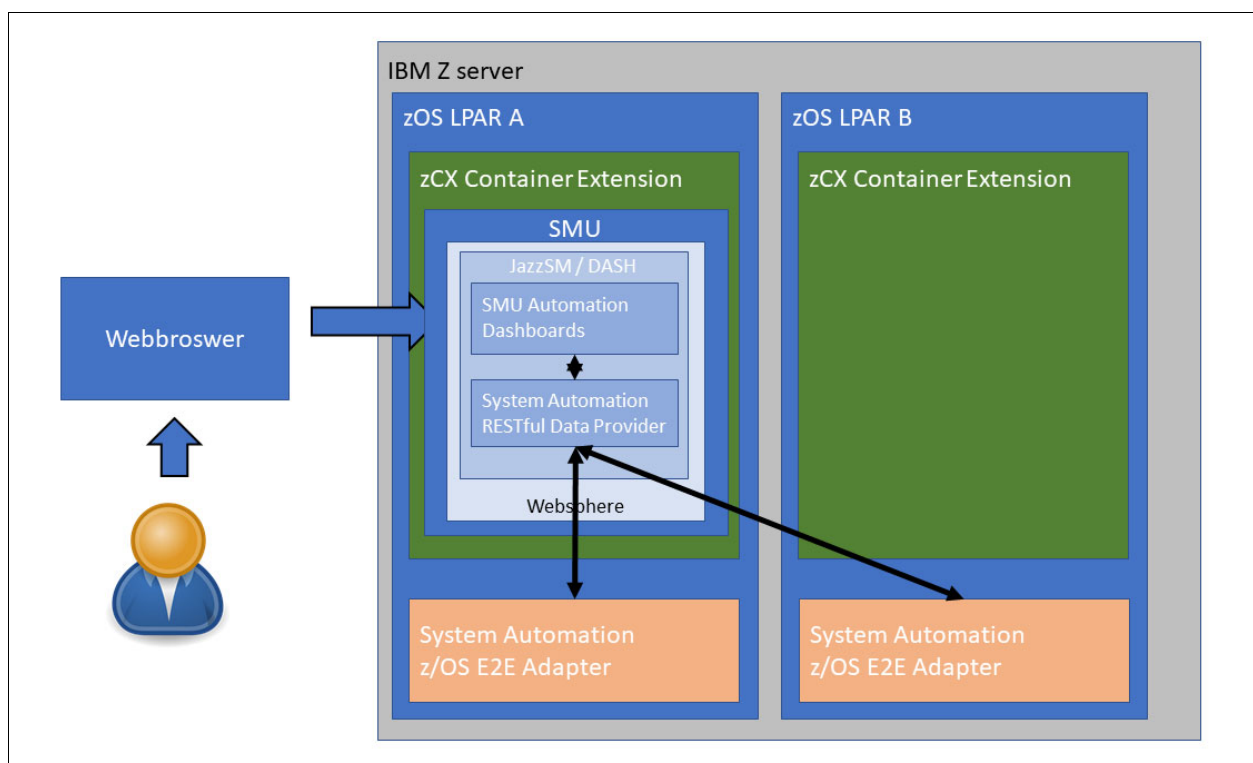 IBM Z server
zOS LPAR A
zOS LPAR B
zCX Container Extension
zCX Container Extension
SMU
JazzSM / DASH
SMU Automation
Dashboards
System Automation
RESTful Data Provider
Websphere
Webbroswer
System Automation
z/OS E2E Adapter
System Automation
z/OS E2E Adapter